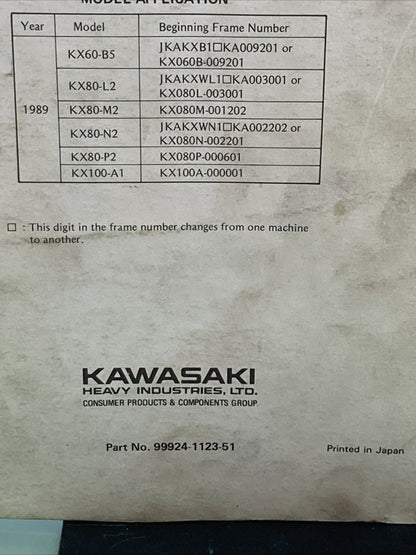 MODEL APPLICATION
Year Model Beginning Frame Number
1989 KX60-B5 JKAKXB1□KA009201 or
KX060B-009201
KX80-L2 JKAKXWL1□KA003001 or
KX080L-003001
KX80-M2 KX080M-001202
KX80-N2 JKAKXWN1□KA002202 or
KX080N-002201
KX80-P2 KX080P-000601
KX100-A1 KX100A-000001
□ : This digit in the frame number changes from one machine
to another.
KAWASAKI
HEAVY INDUSTRIES, LTD.
CONSUMER PRODUCTS & COMPONENTS GROUP
Part No. 99924-1123-51
Printed in Japan